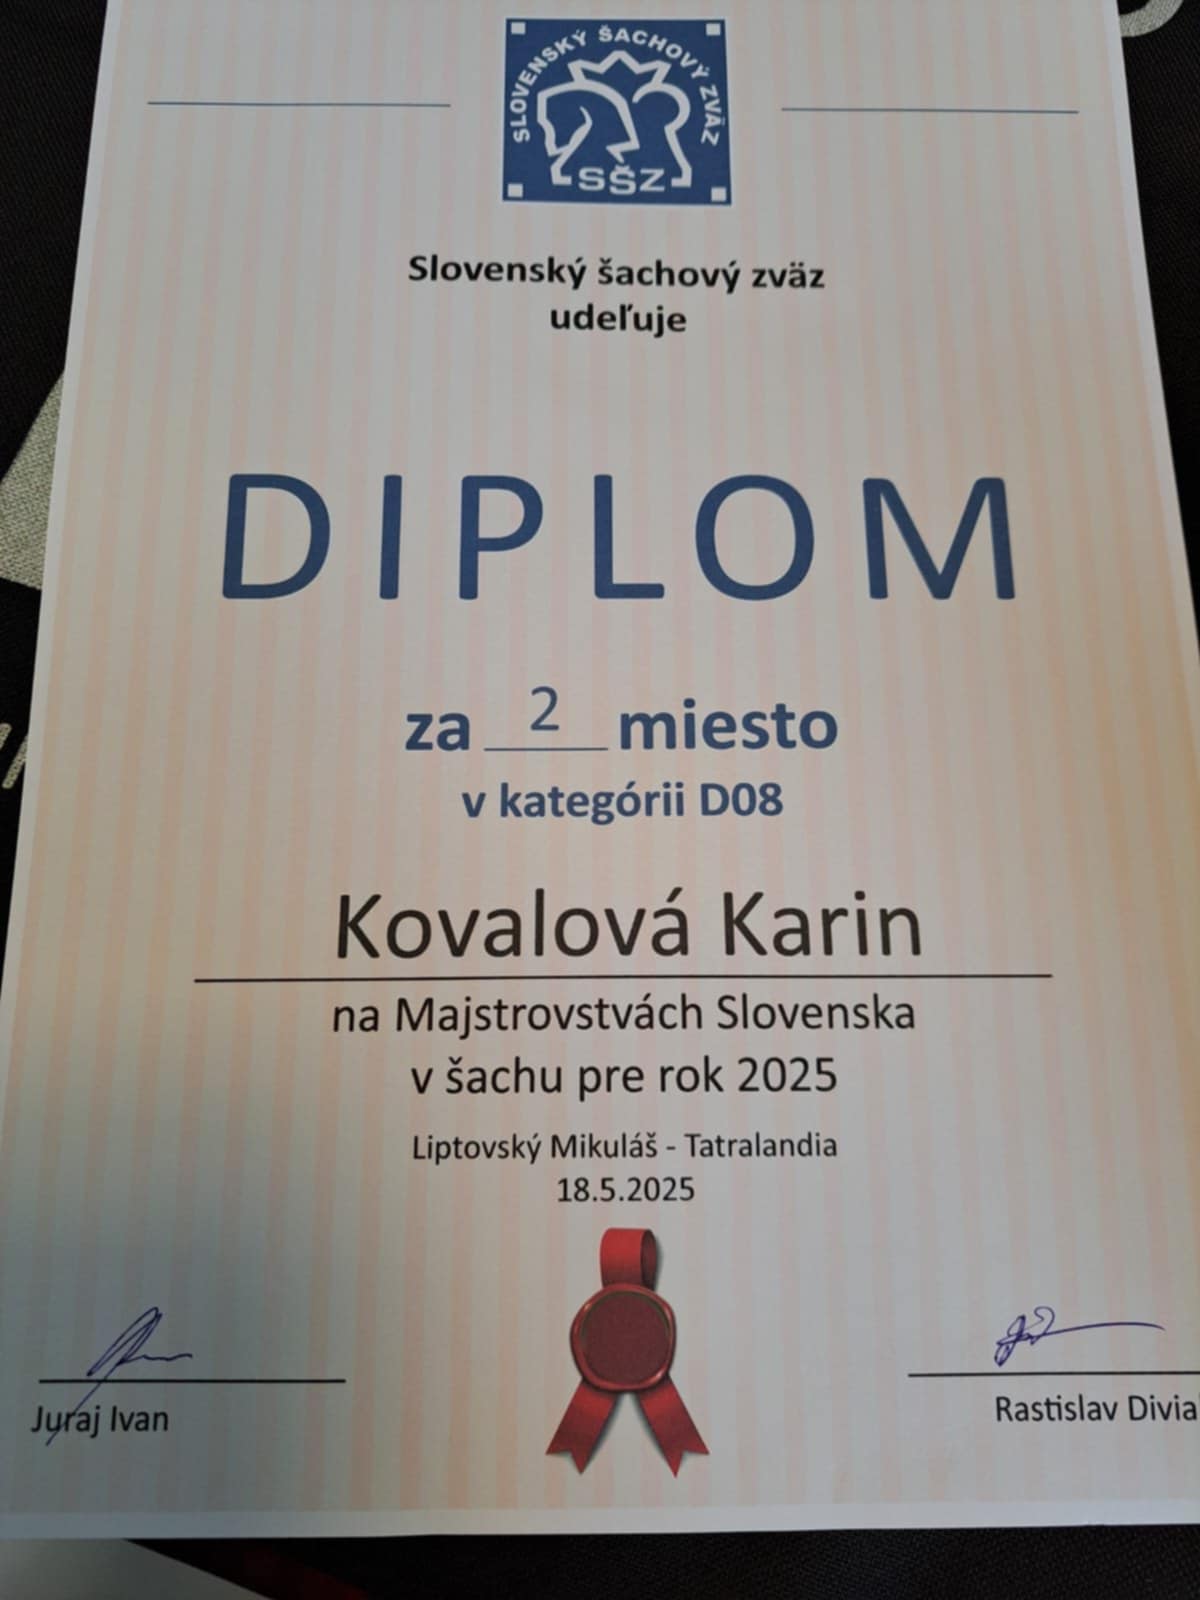 SLOVENSKÝ ŠACHOVÝ ZVÄZ
SŠZ
Slovenský šachový zväz
udeľuje
DIPLOM
za 2 miesto
v kategórii D08
Kovalová Karin
na Majstrovstvách Slovenska
v šachu pre rok 2025
Liptovský Mikuláš - Tatralandia
18.5.2025
Juraj Ivan
Rastislav